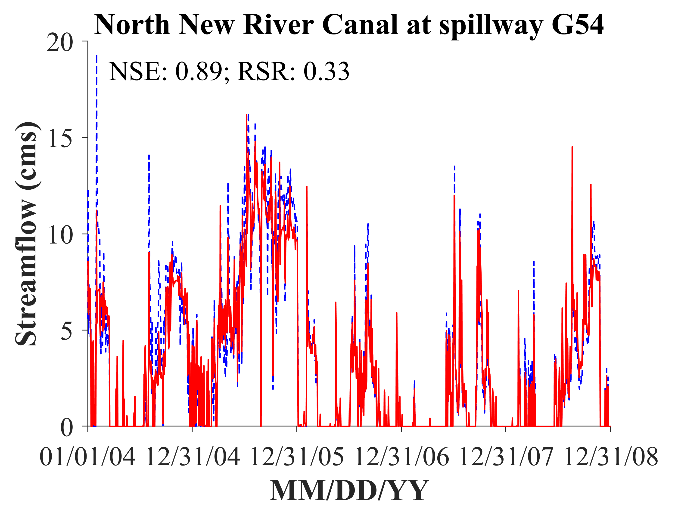 North New River Canal at spillway G54
NSE: 0.89; RSR: 0.33
Streamflow (cms)
20
15
10
5
0
01/01/04 12/31/04 12/31/05 12/31/06 12/31/07 12/31/08
MM/DD/YY